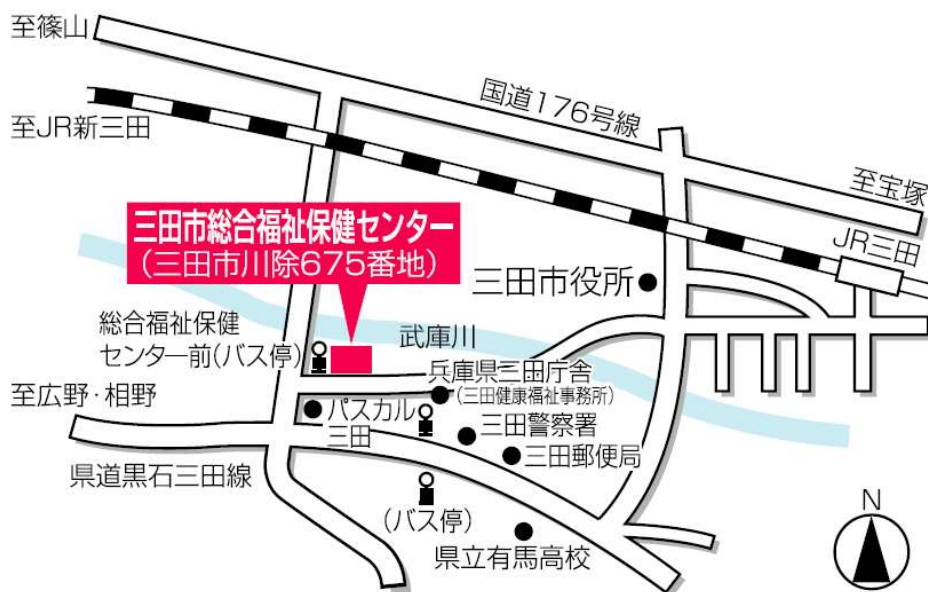 至篠山
国道176号線
至JR新三田
至宝塚
JR三田
三田市総合福祉保健センター
(三田市川除675番地)
三田市役所
総合福祉保健
センター前(バス停)
武庫川
兵庫県三田庁舎
(三田健康福祉事務所)
至広野・相野
パスカル
三田
三田警察署
三田郵便局
県道黒石三田線
(バス停)
県立有馬高校
N